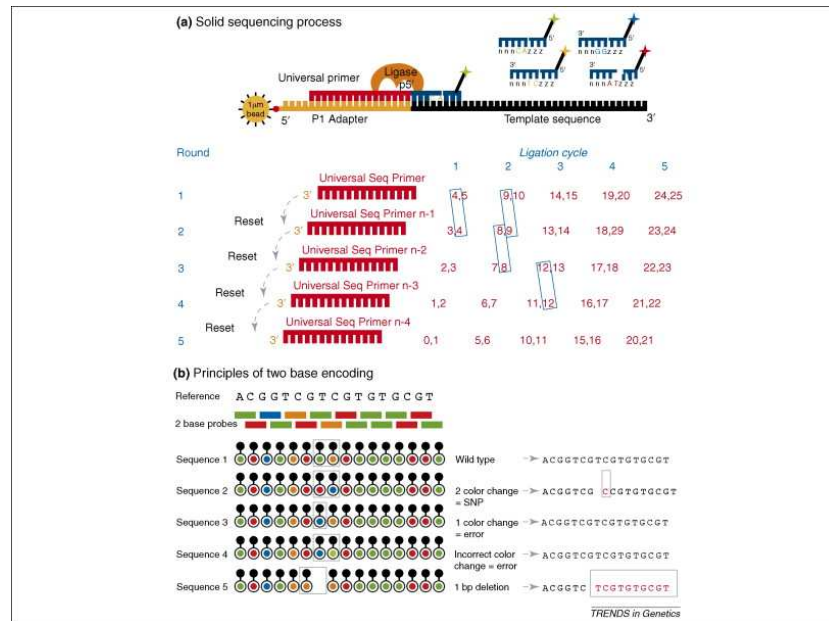 (a) Solid sequencing process
Universal primer
Ligase
p5′
1μm
bead
5′
P1 Adapter
Template sequence
3′
5′
nnnCAzzz
3′
5′
nnnGGzzz
3′
5′
3′
5′
nnnATzzz
Round
Ligation cycle
1 2 3 4 5
1 3′ Universal Seq Primer 4,5 9,10 14,15 19,20 24,25
Reset
2 3′ Universal Seq Primer n-1 3,4 8,9 13,14 18,29 23,24
Reset
3 3′ Universal Seq Primer n-2 2,3 7,8 12,13 17,18 22,23
Reset
4 3′ Universal Seq Primer n-3 1,2 6,7 11,12 16,17 21,22
Reset
5 3′ Universal Seq Primer n-4 0,1 5,6 10,11 15,16 20,21
(b) Principles of two base encoding
Reference A C G G T C G T C G T G T G C G T
2 base probes
Sequence 1 Wild type ACGGTCGTCGTGTGCGT
Sequence 2 2 color change ACGGTCG CCGTGTGCGT
= SNP
Sequence 3 1 color change ACGGTCGTCGTGTGCGT
= error
Sequence 4 Incorrect color ACGGTCGTCGTGTGCGT
change = error
Sequence 5 1 bp deletion ACGGTC TCGTGTGCGT
TRENDS in Genetics